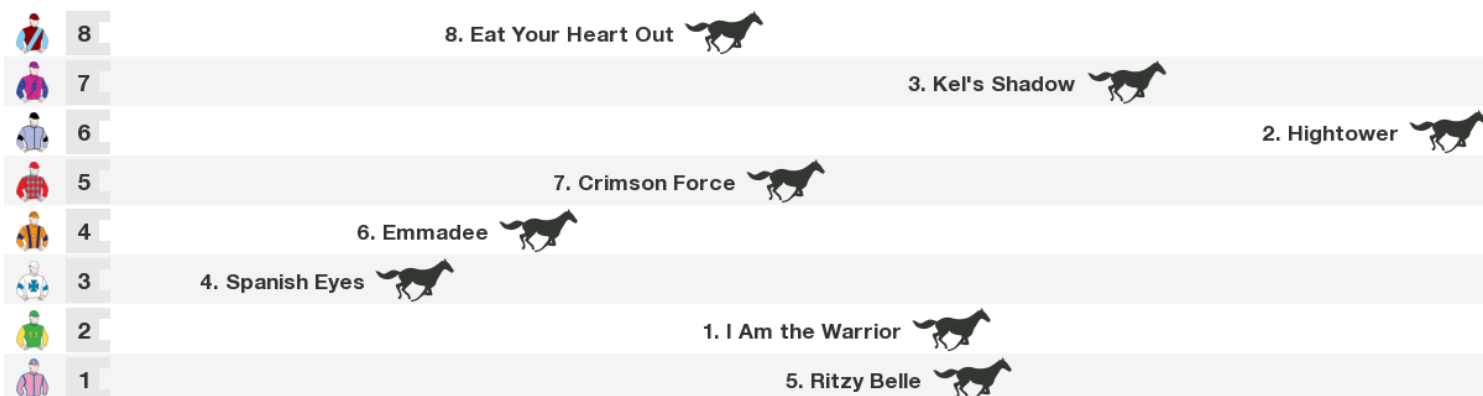 8 8. Eat Your Heart Out
7 3. Kel's Shadow
6 2. Hightower
5 7. Crimson Force
4 6. Emmadee
3 4. Spanish Eyes
2 1. I Am the Warrior
1 5. Ritzy Belle